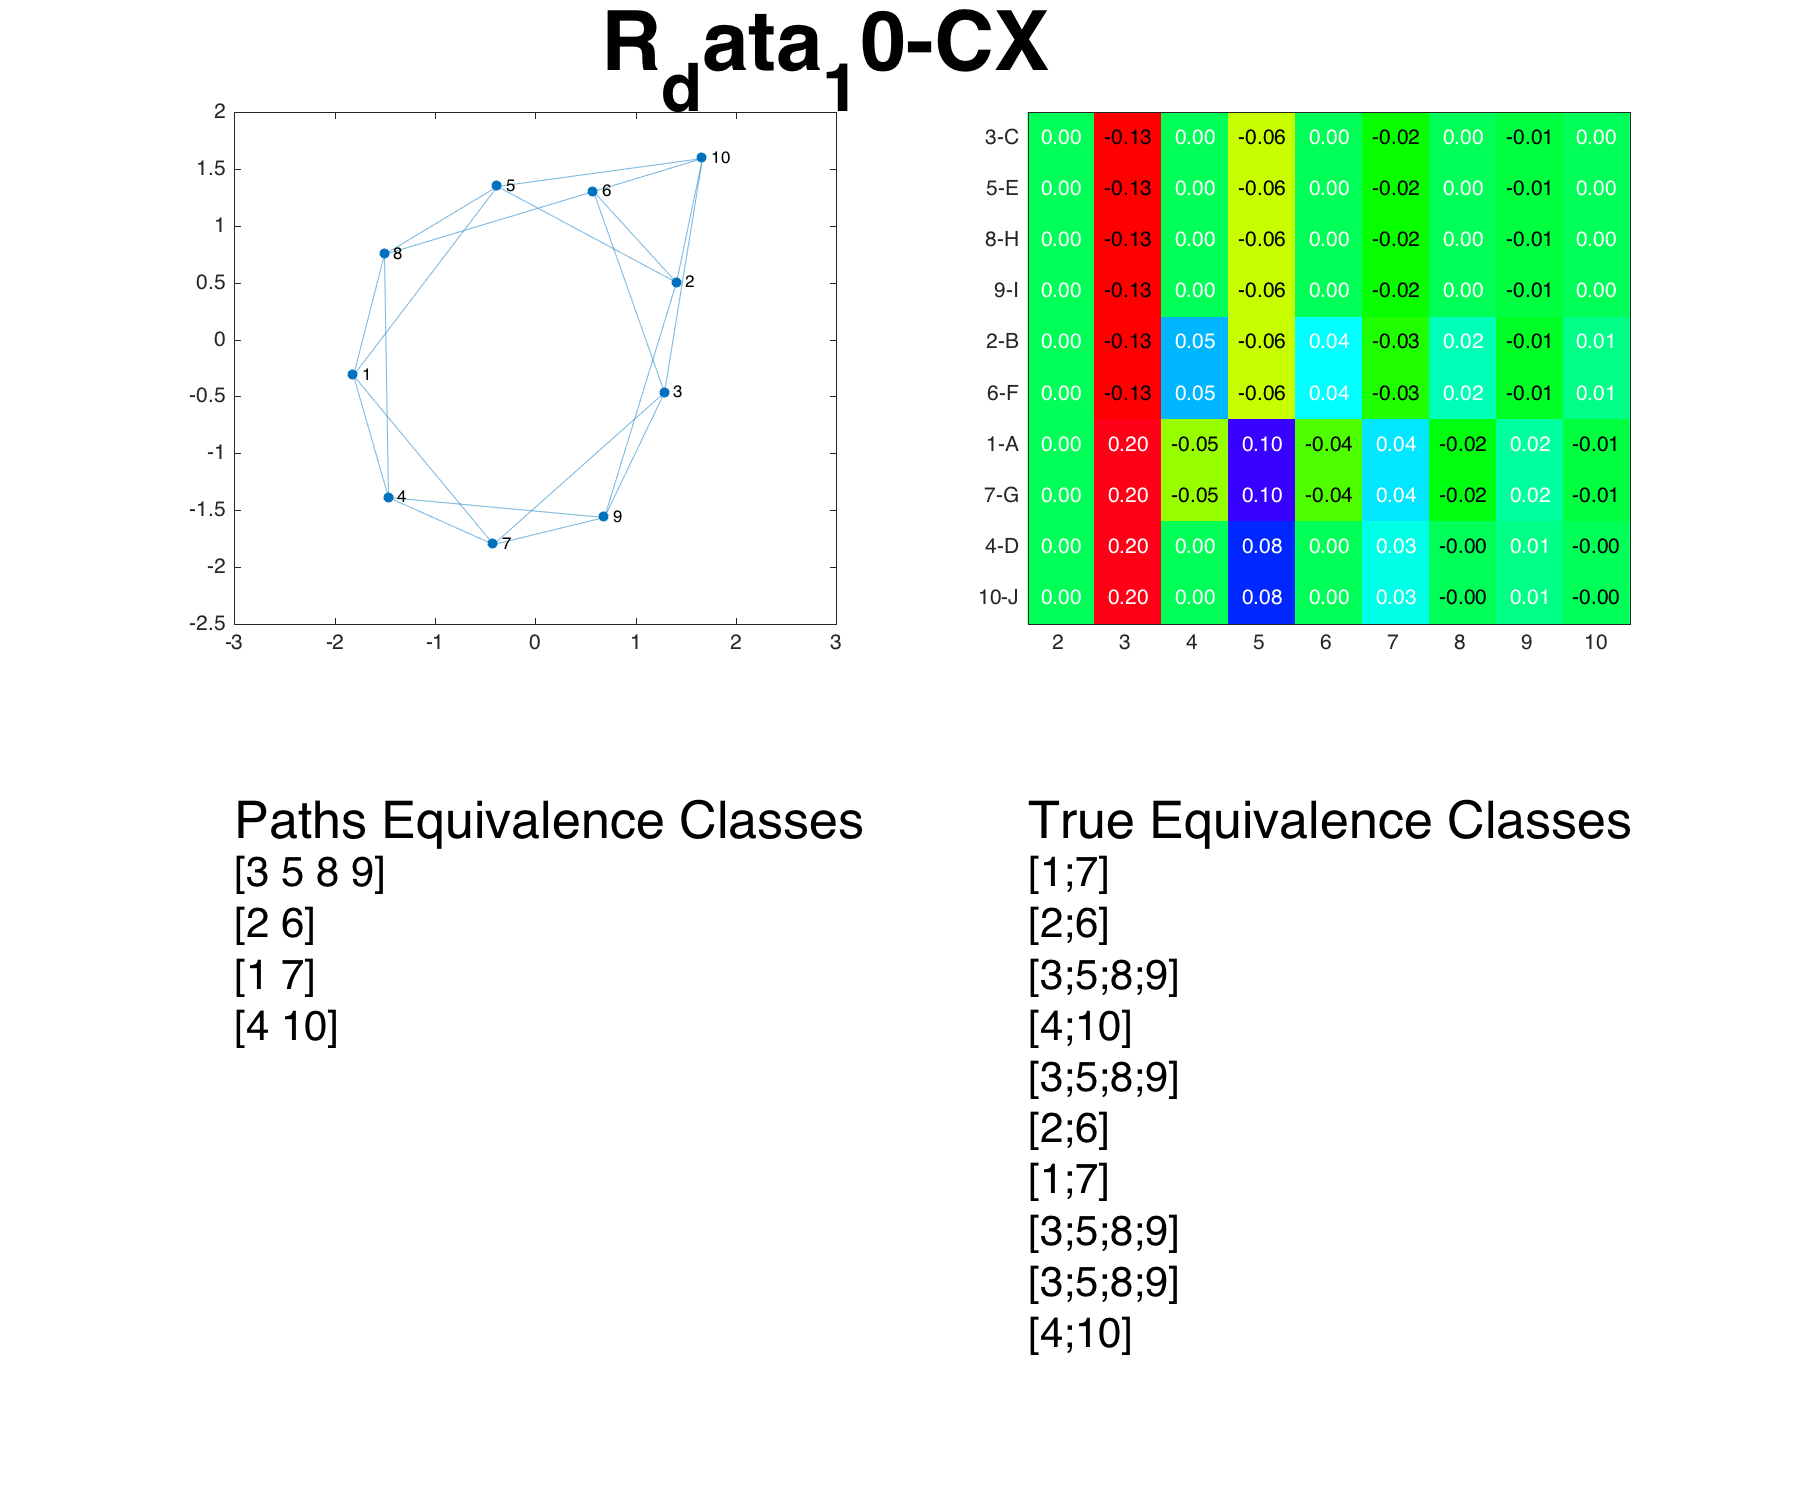 R_data_10-CX
2
1.5
1
0.5
0
-0.5
-1
-1.5
-2
-2.5
-3 -2 -1 0 1 2 3
10
5
6
8
2
1
3
4
9
7
3-C 0.00 -0.13 0.00 -0.06 0.00 -0.02 0.00 -0.01 0.00
5-E 0.00 -0.13 0.00 -0.06 0.00 -0.02 0.00 -0.01 0.00
8-H 0.00 -0.13 0.00 -0.06 0.00 -0.02 0.00 -0.01 0.00
9-I 0.00 -0.13 0.00 -0.06 0.00 -0.02 0.00 -0.01 0.00
2-B 0.00 -0.13 0.05 -0.06 0.04 -0.03 0.02 -0.01 0.01
6-F 0.00 -0.13 0.05 -0.06 0.04 -0.03 0.02 -0.01 0.01
1-A 0.00 0.20 -0.05 0.10 -0.04 0.04 -0.02 0.02 -0.01
7-G 0.00 0.20 -0.05 0.10 -0.04 0.04 -0.02 0.02 -0.01
4-D 0.00 0.20 0.00 0.08 0.00 0.03 -0.00 0.01 -0.00
10-J 0.00 0.20 0.00 0.08 0.00 0.03 -0.00 0.01 -0.00
2 3 4 5 6 7 8 9 10
Paths Equivalence Classes
[3 5 8 9]
[2 6]
[1 7]
[4 10]
True Equivalence Classes
[1;7]
[2;6]
[3;5;8;9]
[4;10]
[3;5;8;9]
[2;6]
[1;7]
[3;5;8;9]
[3;5;8;9]
[4;10]